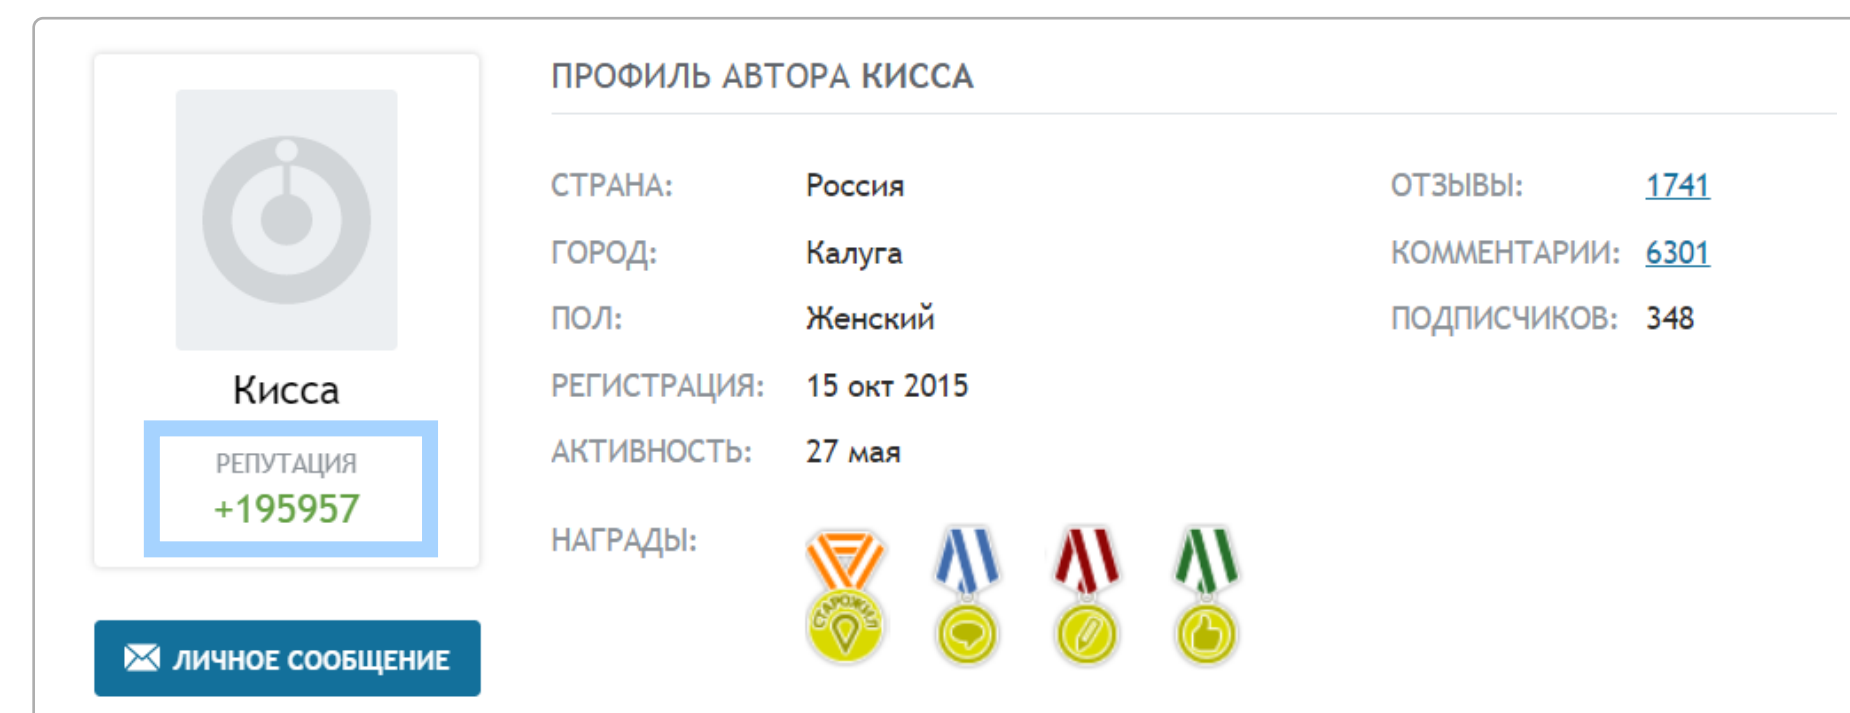 ПРОФИЛЬ АВТОРА КИССА
СТРАНА: Россия
ГОРОД: Калуга
ПОЛ: Женский
РЕГИСТРАЦИЯ: 15 окт 2015
АКТИВНОСТЬ: 27 мая
НАГРАДЫ:
СТАРОЖИЛ
ОТЗЫВЫ: 1741
КОММЕНТАРИИ: 6301
ПОДПИСЧИКОВ: 348
Кисса
РЕПУТАЦИЯ
+195957
ЛИЧНОЕ СООБЩЕНИЕ